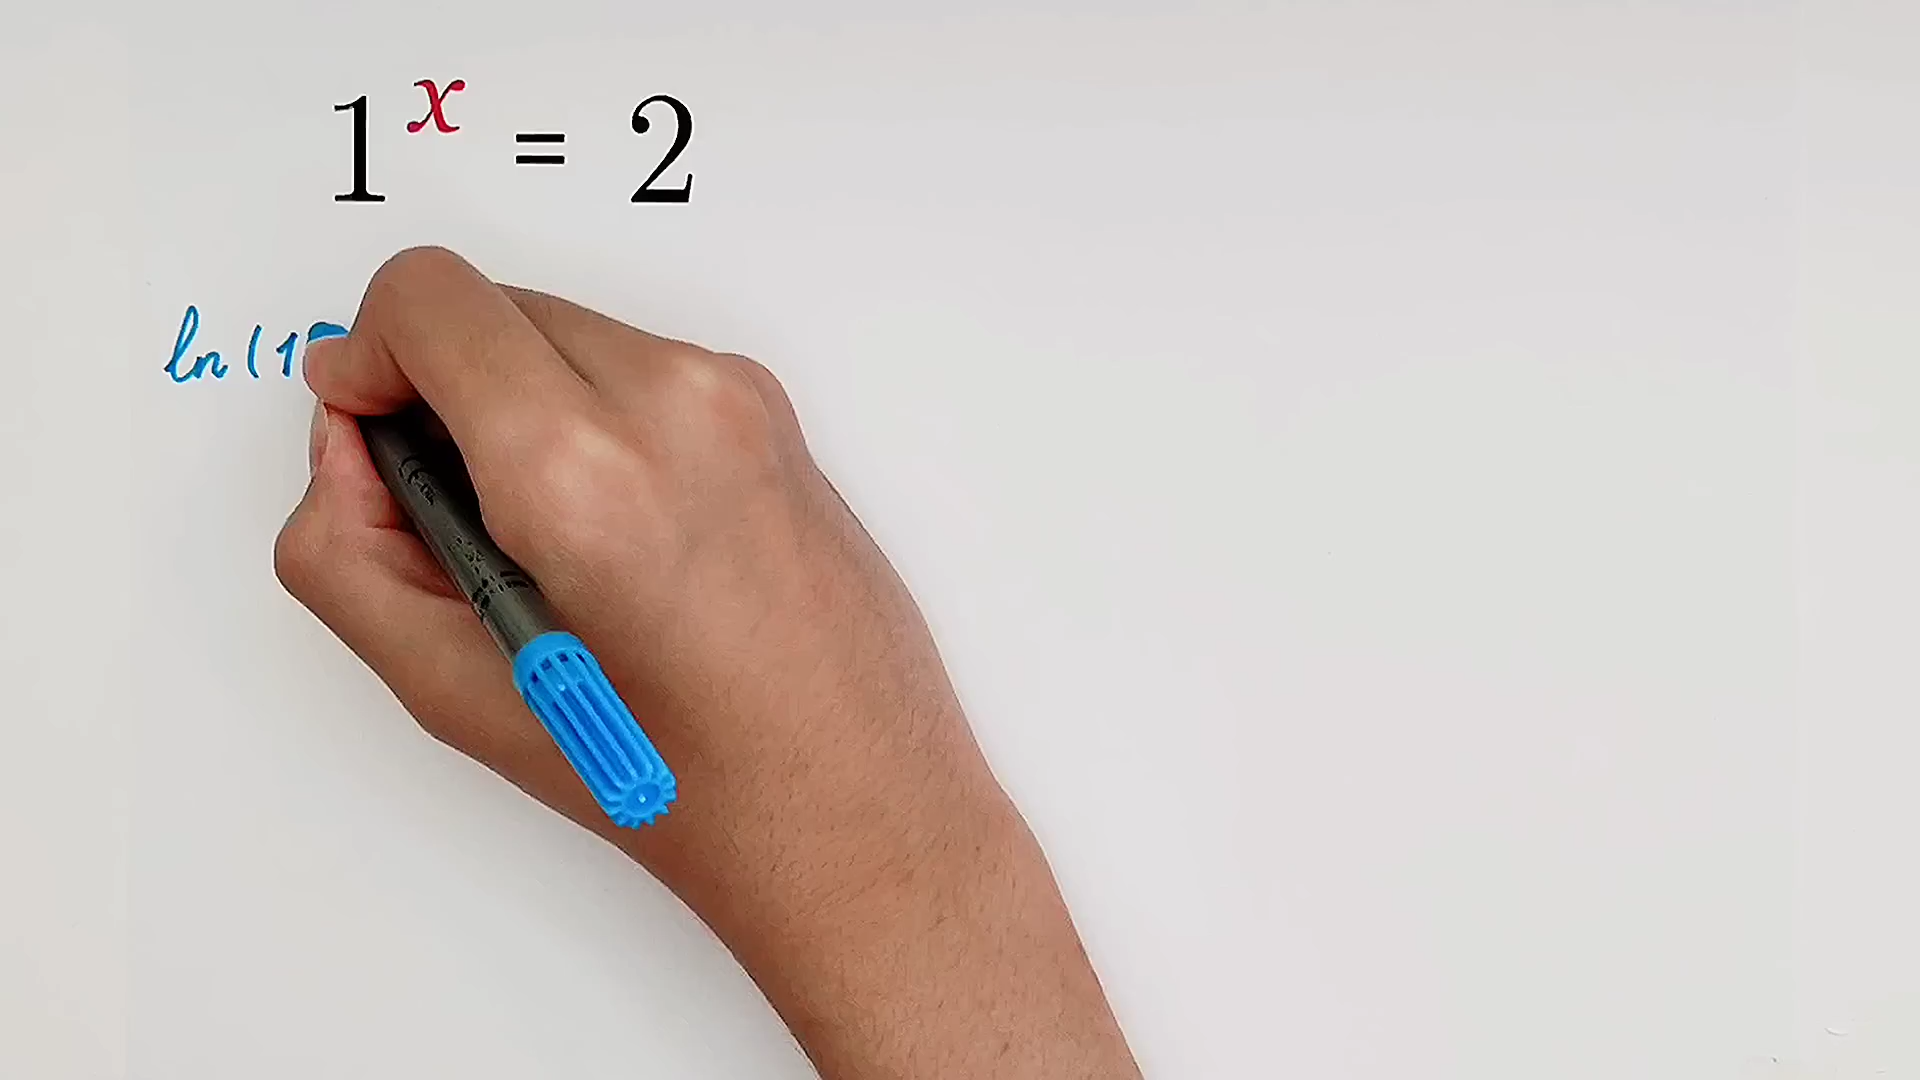 1^x = 2
ln(1